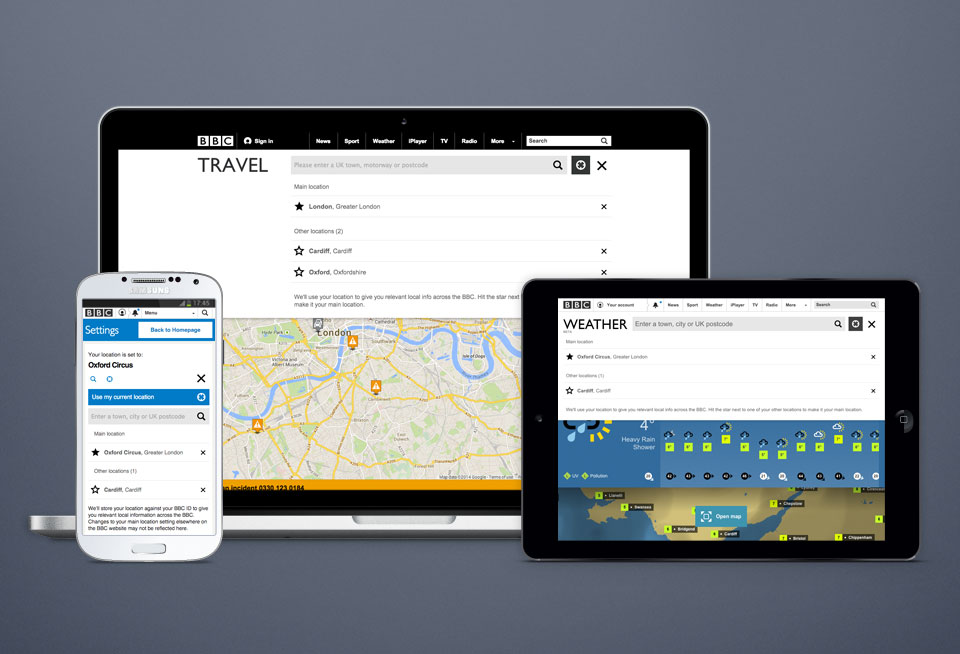 BBC Sign in News Sport Weather iPlayer TV Radio More Search
TRAVEL Please enter a UK town, motorway or postcode
Main location
London, Greater London
Other locations (2)
Cardiff, Cardiff
Oxford, Oxfordshire
We'll use your location to give you relevant local info across the BBC. Hit the star next
make it your main location.
Hyde Park
London
Southwark
Isle of Dogs
Victoria and
Albert Museum
Lambeth
Camberwell
East Dulwich
Forest Hill
Map Data ©2014 Google - Terms of use
n incident 0330 123 0184
SAMSUNG
17:45
BBC Menu
Settings Back to Homepage
Your location is set to:
Oxford Circus
Use my current location
Enter a town, city or UK postcode
Main location
Oxford Circus, Greater London
Other locations (1)
Cardiff, Cardiff
We'll store your location against your BBC ID to give
you relevant local information across the BBC.
Changes to your main location setting elsewhere on
the BBC website may not be reflected here.
BBC Your account News Sport Weather iPlayer TV Radio More Search
WEATHER Enter a town, city or UK postcode
BETA
Main location
Oxford Circus, Greater London
Other locations (1)
Cardiff, Cardiff
We'll use your location to give you relevant local info across the BBC. Hit the star next to one of your other locations to make it your main location.
4°
Heavy Rain
Shower
UV Pollution
Llanelli
Swansea
Chepstow
Open map
Bridgend
Cardiff
Bristol
Chippenham